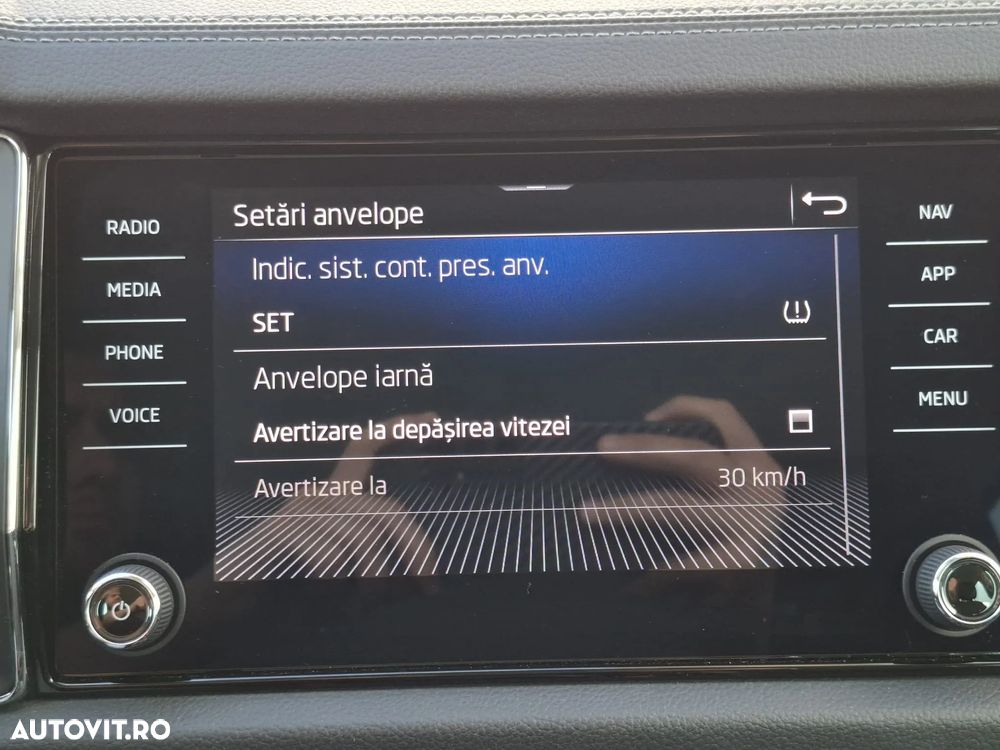 RADIO
MEDIA
PHONE
VOICE
Setări anvelope
Indic. sist. cont. pres. anv.
SET
Anvelope iarnă
Avertizare la depășirea vitezei
Avertizare la 30 km/h
NAV
APP
CAR
MENU
AUTOVIT.RO